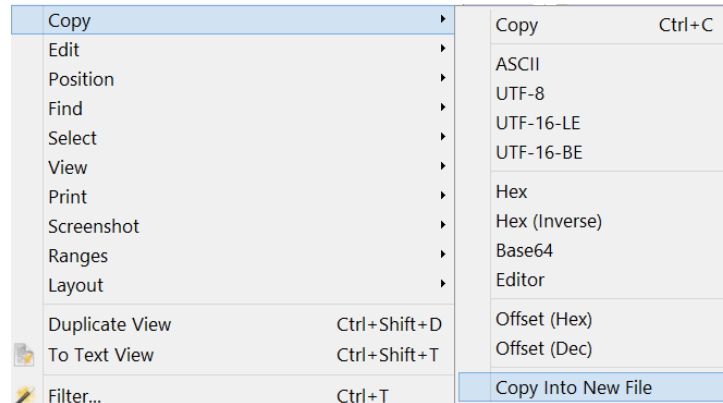 Copy
Edit
Position
Find
Select
View
Print
Screenshot
Ranges
Layout
Duplicate View Ctrl+Shift+D
To Text View Ctrl+Shift+T
Filter... Ctrl+T
Copy Ctrl+C
ASCII
UTF-8
UTF-16-LE
UTF-16-BE
Hex
Hex (Inverse)
Base64
Editor
Offset (Hex)
Offset (Dec)
Copy Into New File